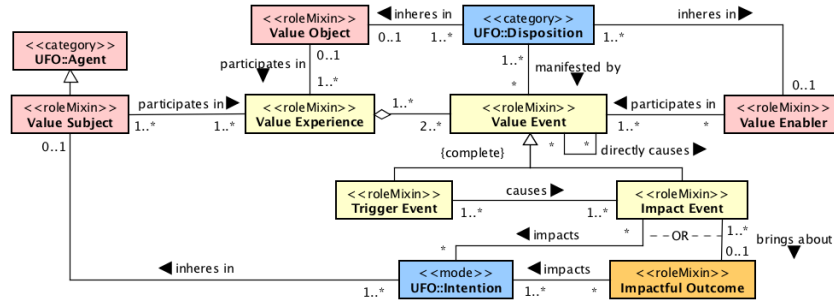 <<roleMixin>>
Value Object
inheres in
0..1
1..*
<<category>>
UFO::Disposition
inheres in
1..*
<<category>>
UFO::Agent
participates in
0..1
1..*
1..*
*
manifested by
0..1
<<roleMixin>>
Value Subject
participates in
1..*
1..*
<<roleMixin>>
Value Experience
1..*
2..*
<<roleMixin>>
Value Event
participates in
1..*
*
<<roleMixin>>
Value Enabler
0..1
{complete}
*
*
directly causes
<<roleMixin>>
Trigger Event
causes
1..*
1..*
<<roleMixin>>
Impact Event
impacts
*
*
OR
1..*
0..1
brings about
inheres in
1..*
<<mode>>
UFO::Intention
impacts
1..*
*
<<roleMixin>>
Impactful Outcome